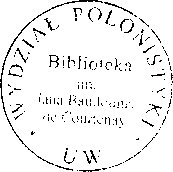 WYDZIAŁ POLONISTYKI
Biblioteka
im.
Jana Baudouina
de Courtenay
UW